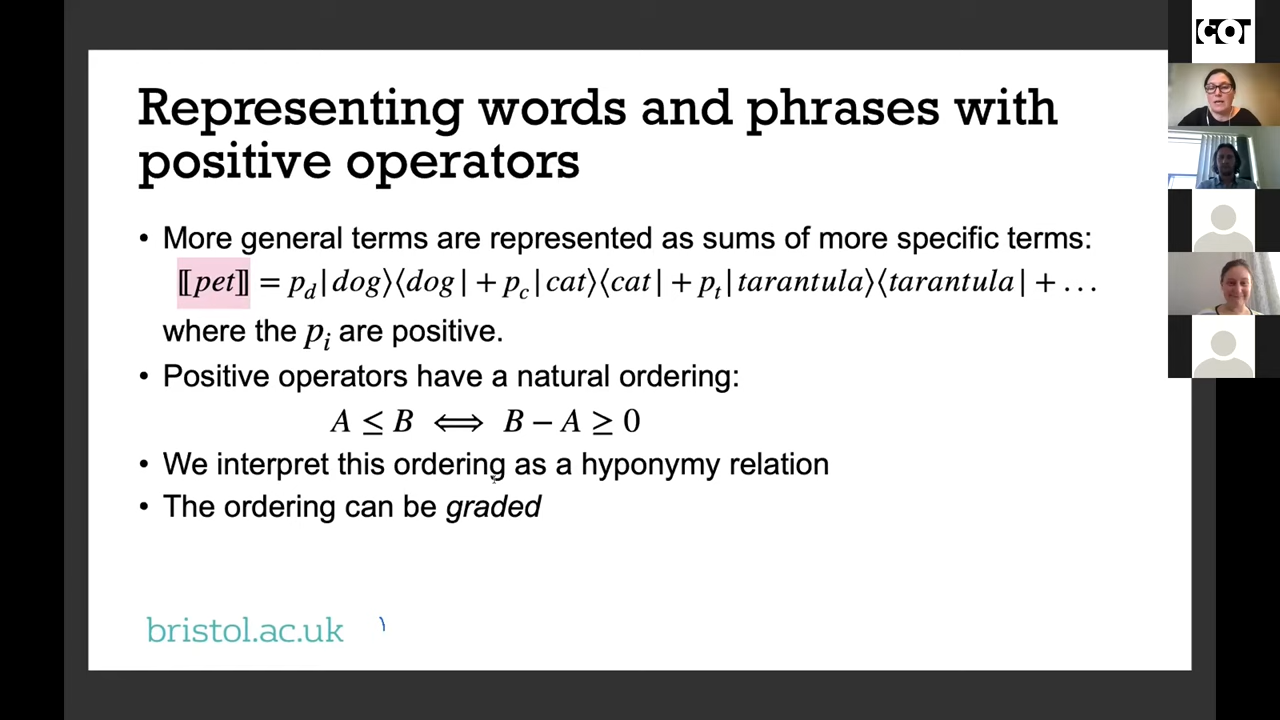 Representing words and phrases with
positive operators
• More general terms are represented as sums of more specific terms:
⟦pet⟧ = p_d|dog⟩⟨dog| + p_c|cat⟩⟨cat| + p_t|tarantula⟩⟨tarantula| + . . .
where the p_i are positive.
• Positive operators have a natural ordering:
A ≤ B ⟺ B − A ≥ 0
• We interpret this ordering as a hyponymy relation
• The ordering can be graded
bristol.ac.uk